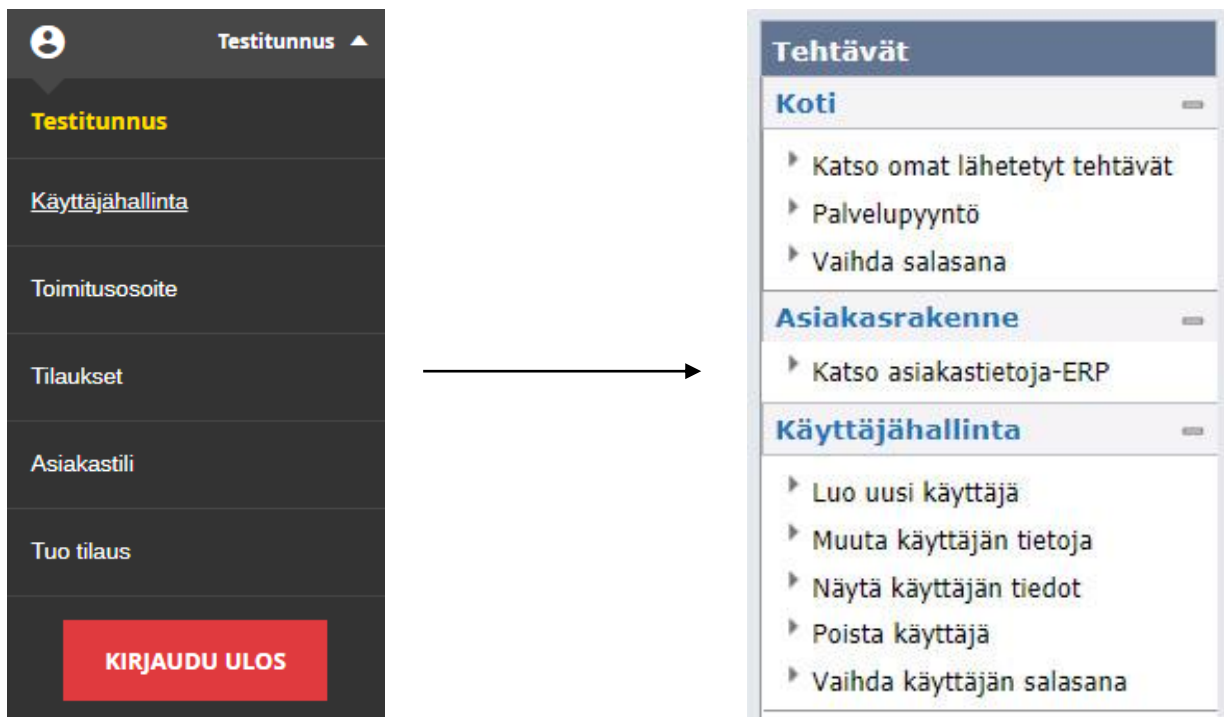 Testitunnus
Testitunnus
Käyttäjähallinta
Toimitusosoite
Tilaukset
Asiakastili
Tuo tilaus
KIRJAUDU ULOS
Tehtävät
Koti
Katso omat lähetetyt tehtävät
Palvelupyyntö
Vaihda salasana
Asiakasrakenne
Katso asiakastietoja-ERP
Käyttäjähallinta
Luo uusi käyttäjä
Muuta käyttäjän tietoja
Näytä käyttäjän tiedot
Poista käyttäjä
Vaihda käyttäjän salasana